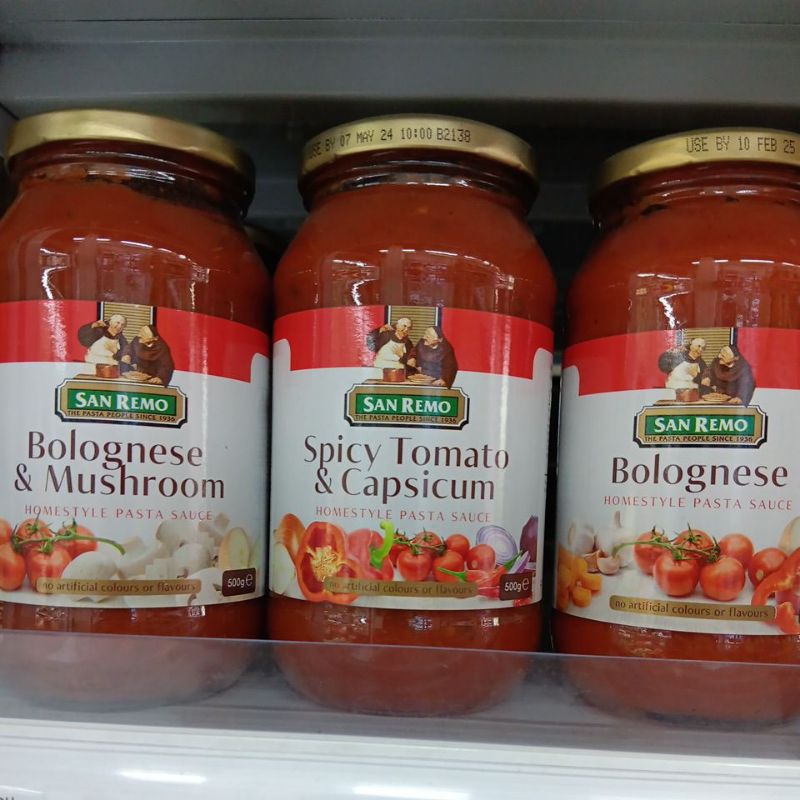 USE BY 07 MAY 24 10:00 B2138
USE BY 10 FEB 25
SAN REMO
THE PASTA PEOPLE SINCE 1936
Bolognese
& Mushroom
HOMESTYLE PASTA SAUCE
no artificial colours or flavours
500g e
SAN REMO
THE PASTA PEOPLE SINCE 1936
Spicy Tomato
& Capsicum
HOMESTYLE PASTA SAUCE
no artificial colours or flavours
500g e
SAN REMO
THE PASTA PEOPLE SINCE 1936
Bolognese
HOMESTYLE PASTA SAUCE
no artificial colours or flavours